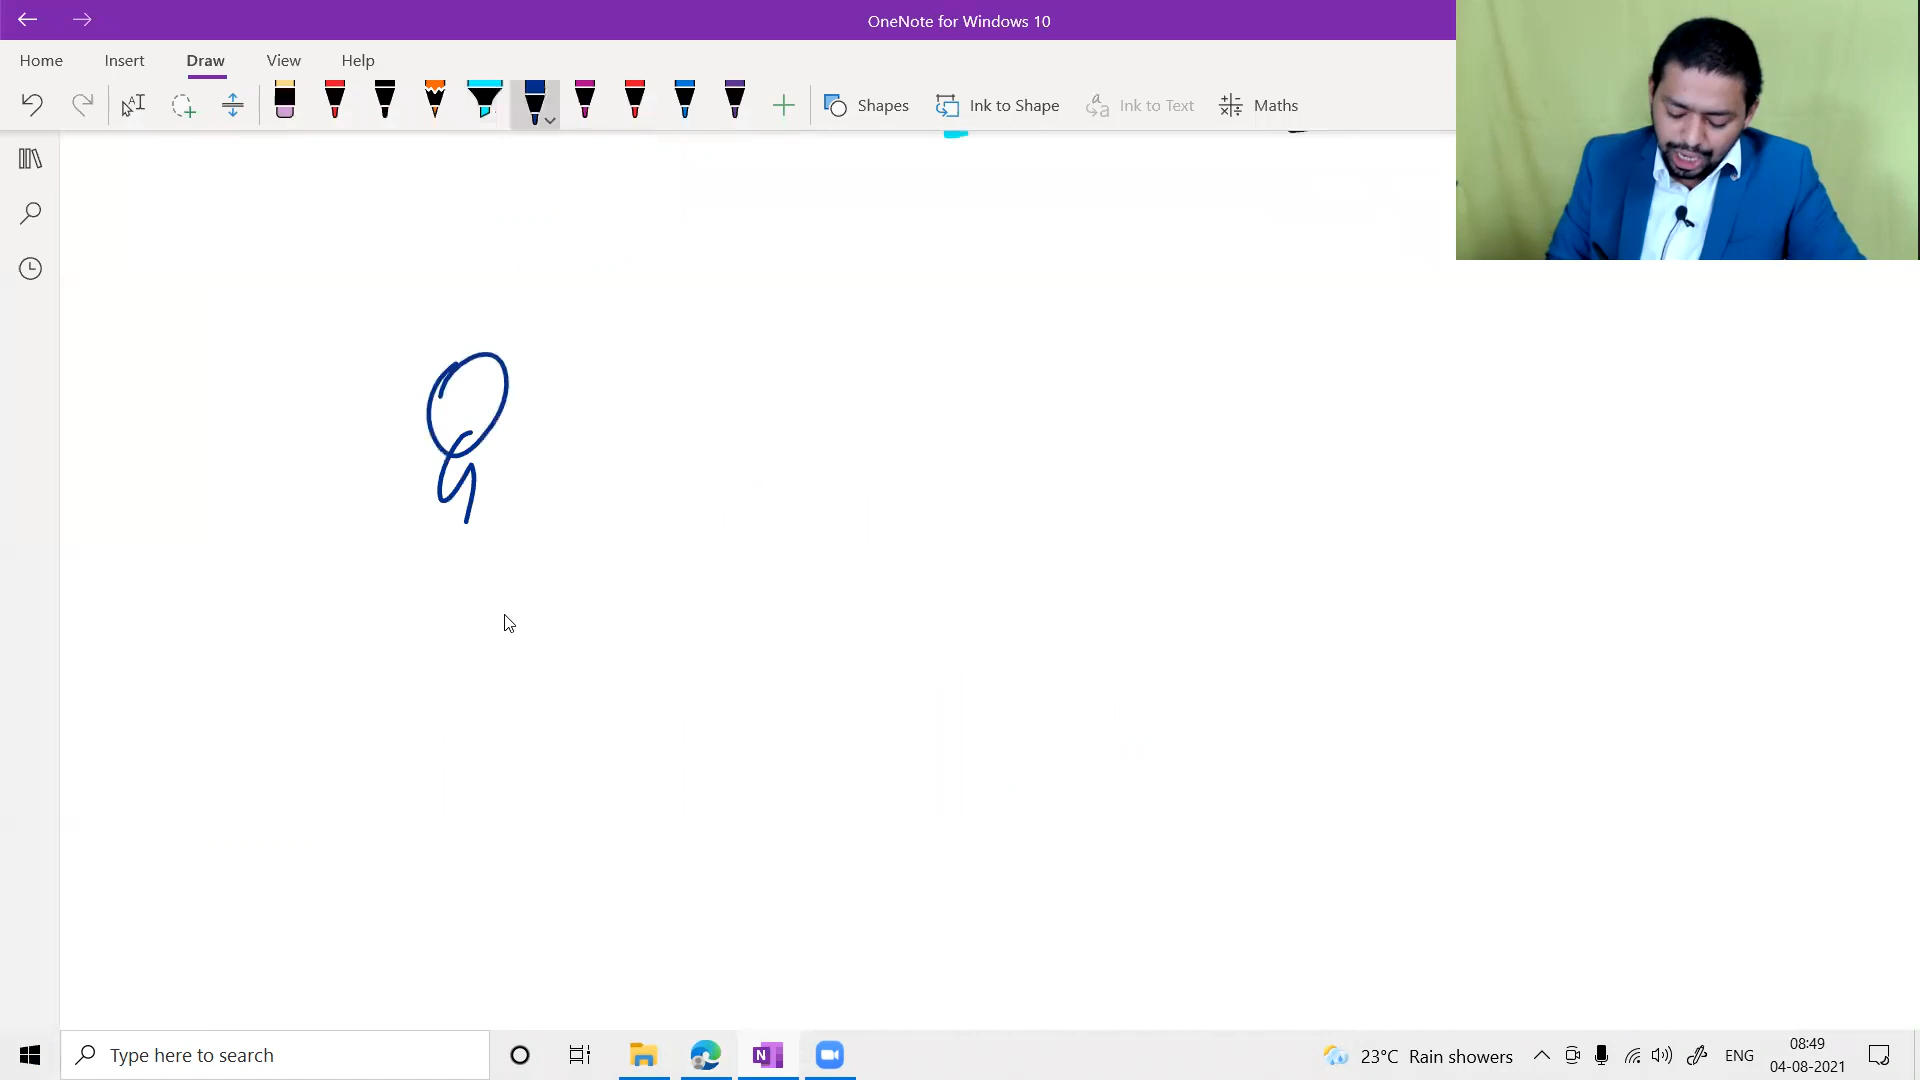 OneNote for Windows 10
Home Insert Draw View Help
Shapes Ink to Shape Ink to Text Maths
Type here to search
23°C Rain showers ENG
08:49
04-08-2021